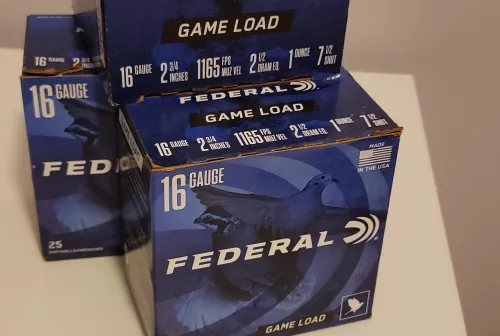 GAME LOAD
16 GAUGE 2 3/4 INCHES 1165 FPS MUZ VEL 2 1/2 DRAM EQ. 1 OUNCE 7 1/2 SHOT
16 GAUGE
FED
25
FEDERAL
GAME LOAD
16 GAUGE 2 3/4 INCHES 1165 FPS MUZ VEL 2 1/2 DRAM EQ. 1 OUNCE 7 1/2 SHOT
MADE
IN THE USA
16 GAUGE
FEDERAL
GAME LOAD